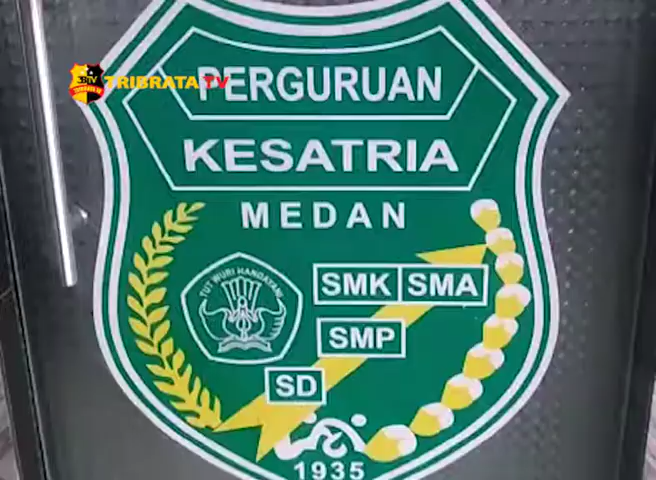 TRIBRATA TV
PERGURUAN
KESATRIA
MEDAN
TUT WURI HANDAYANI
SMK SMA
SMP
SD
1935